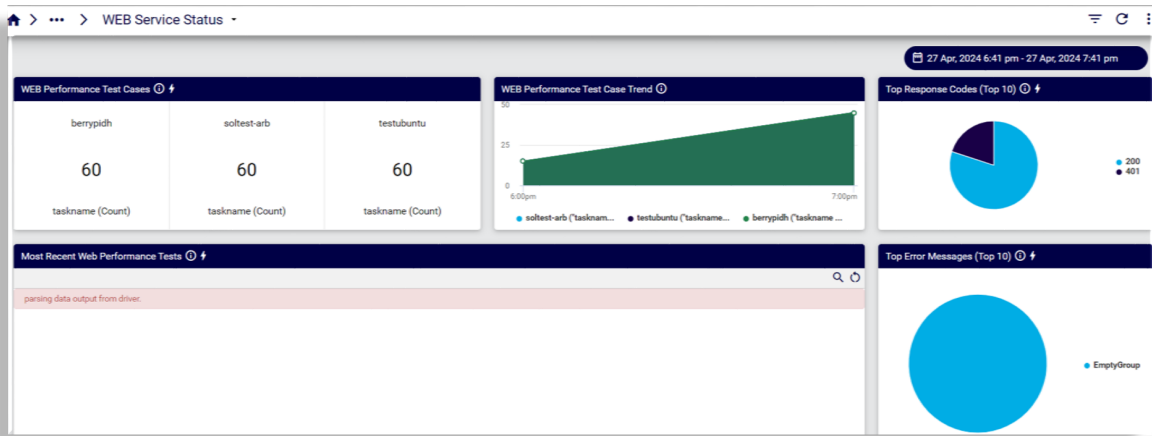 WEB Service Status
27 Apr, 2024 6:41 pm - 27 Apr, 2024 7:41 pm
WEB Performance Test Cases
berrypidh
60
taskname (Count)
soltest-arb
60
taskname (Count)
testubuntu
60
taskname (Count)
WEB Performance Test Case Trend
50
25
0
6:00pm
7:00pm
soltest-arb ("tasknam...
testubuntu ("taskname...
berrypidh ("taskname ...
Top Response Codes (Top 10)
200
401
Most Recent Web Performance Tests
parsing data output from driver.
Top Error Messages (Top 10)
EmptyGroup